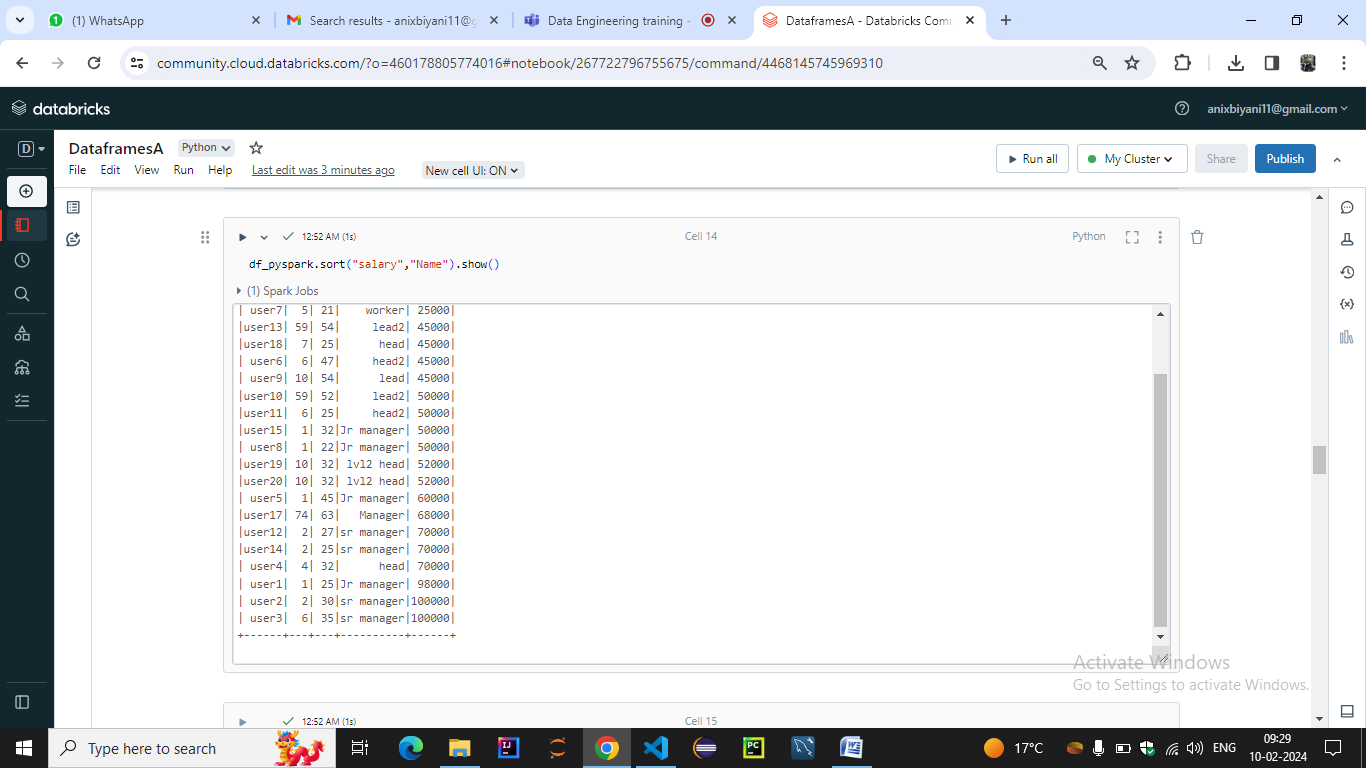 (1) WhatsApp
Search results - anixbiyani11@g
Data Engineering training -
DataframesA - Databricks Com
community.cloud.databricks.com/?o=460178805774016#notebook/267722796755675/command/4468145745969310
databricks
anixbiyani11@gmail.com
D
DataframesA
Python
File Edit View Run Help Last edit was 3 minutes ago New cell UI: ON
Run all
My Cluster
Share
Publish
12:52 AM (1s)
Cell 14
Python
df_pyspark.sort("salary","Name").show()
(1) Spark Jobs
| user7| 5| 21| worker| 25000|
|user13| 59| 54| lead2| 45000|
|user18| 7| 25| head| 45000|
| user6| 6| 47| head2| 45000|
| user9| 10| 54| lead| 45000|
|user10| 59| 52| lead2| 50000|
|user11| 6| 25| head2| 50000|
|user15| 1| 32|Jr manager| 50000|
| user8| 1| 22|Jr manager| 50000|
|user19| 10| 32| lvl2 head| 52000|
|user20| 10| 32| lvl2 head| 52000|
| user5| 1| 45|Jr manager| 60000|
|user17| 74| 63| Manager| 68000|
|user12| 2| 27|sr manager| 70000|
|user14| 2| 25|sr manager| 70000|
| user4| 4| 32| head| 70000|
| user1| 1| 25|Jr manager| 98000|
| user2| 2| 30|sr manager|100000|
| user3| 6| 35|sr manager|100000|
+------+---+---+----------+------+
Activate Windows
Go to Settings to activate Windows.
12:52 AM (1s)
Cell 15
Type here to search
17°C
ENG
09:29
10-02-2024